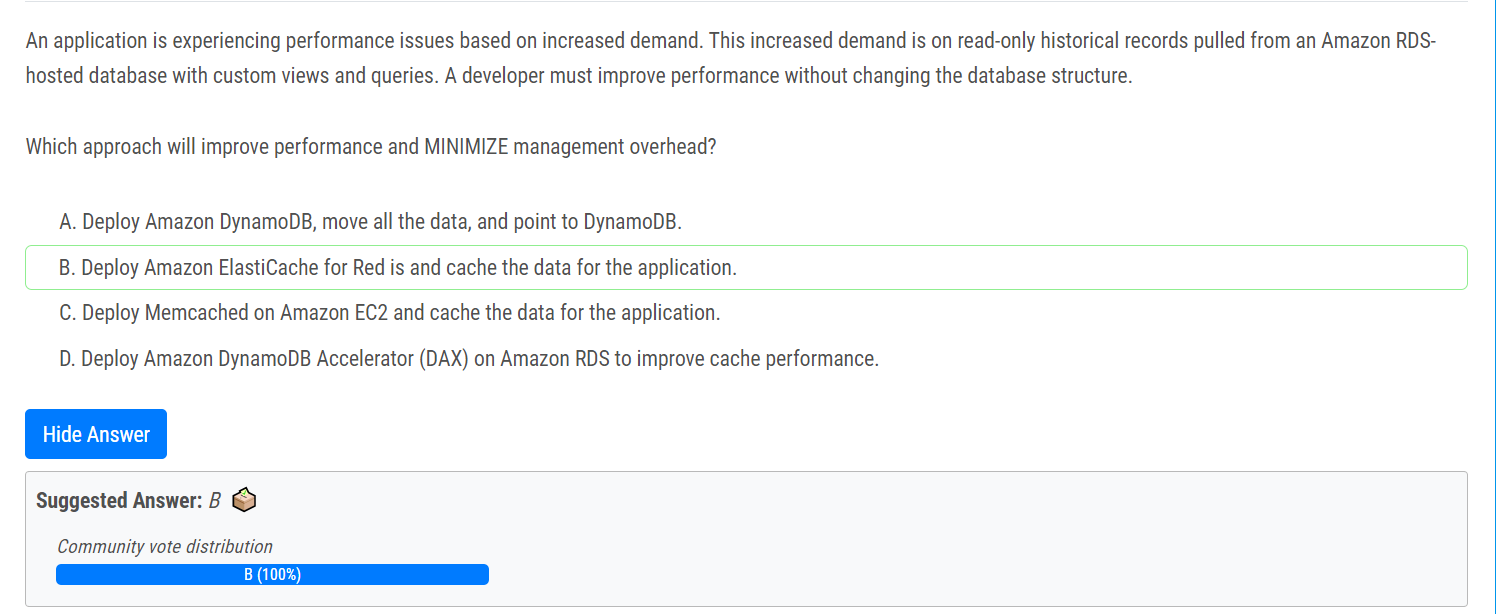 An application is experiencing performance issues based on increased demand. This increased demand is on read-only historical records pulled from an Amazon RDS-
hosted database with custom views and queries. A developer must improve performance without changing the database structure.
Which approach will improve performance and MINIMIZE management overhead?
A. Deploy Amazon DynamoDB, move all the data, and point to DynamoDB.
B. Deploy Amazon ElastiCache for Red is and cache the data for the application.
C. Deploy Memcached on Amazon EC2 and cache the data for the application.
D. Deploy Amazon DynamoDB Accelerator (DAX) on Amazon RDS to improve cache performance.
Hide Answer
Suggested Answer: B
Community vote distribution
B (100%)